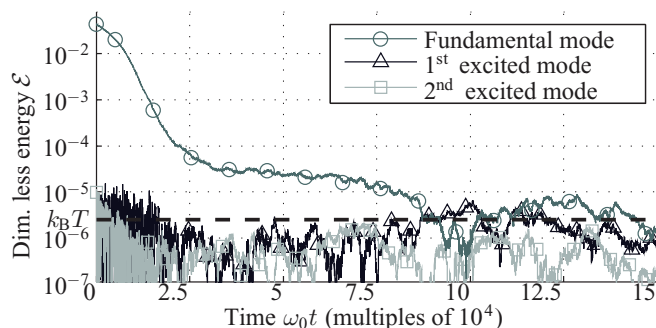 Dim. less energy ℰ
10⁻²
10⁻³
10⁻⁴
10⁻⁵
k_BT
10⁻⁶
10⁻⁷
Fundamental mode
1ˢᵗ excited mode
2ⁿᵈ excited mode
0 2.5 5 7.5 10 12.5 15
Time ω₀t (multiples of 10⁴)